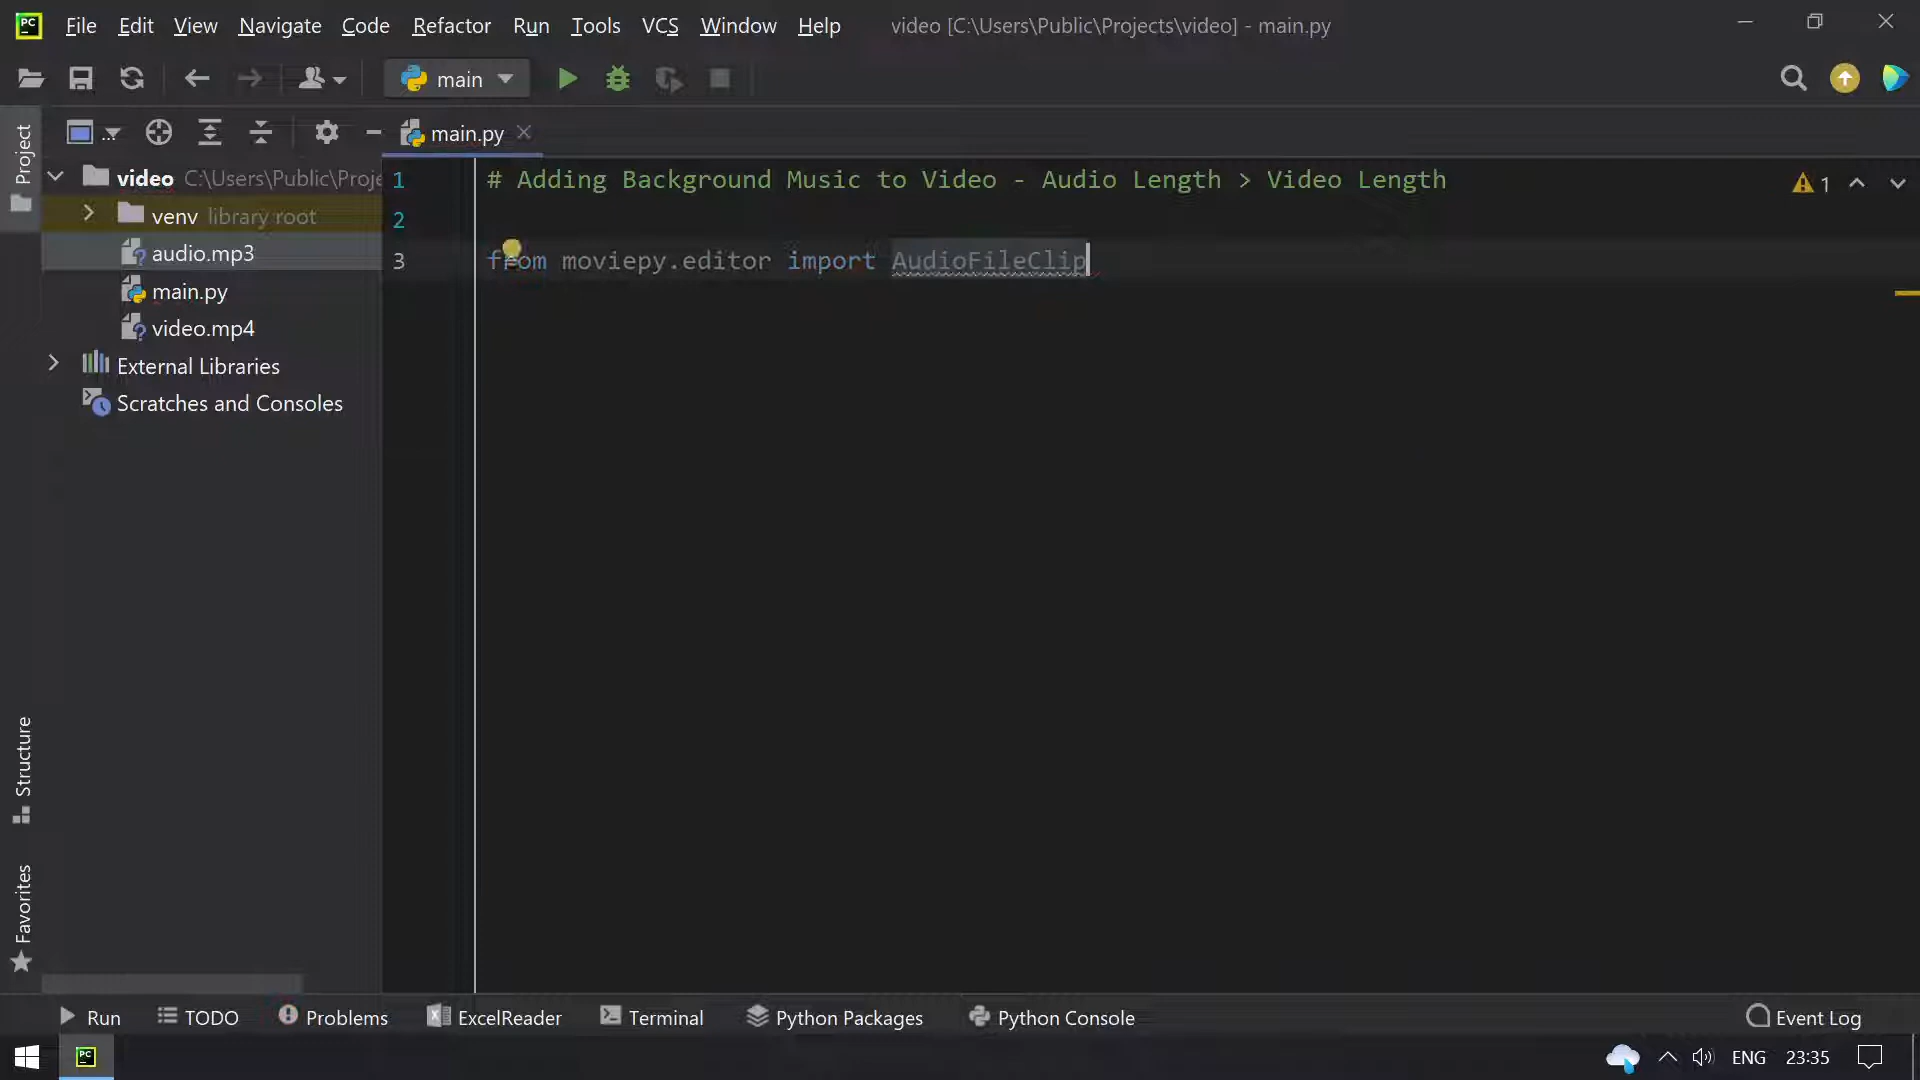 PC File Edit View Navigate Code Refactor Run Tools VCS Window Help video [C:\Users\Public\Projects\video] - main.py
main
Project
... main.py
video C:\Users\Public\Proje
venv library root
audio.mp3
main.py
video.mp4
External Libraries
Scratches and Consoles
1 # Adding Background Music to Video - Audio Length > Video Length
2
3 from moviepy.editor import AudioFileClip
1
Structure
Favorites
Run TODO Problems ExcelReader Terminal Python Packages Python Console Event Log
PC ENG 23:35